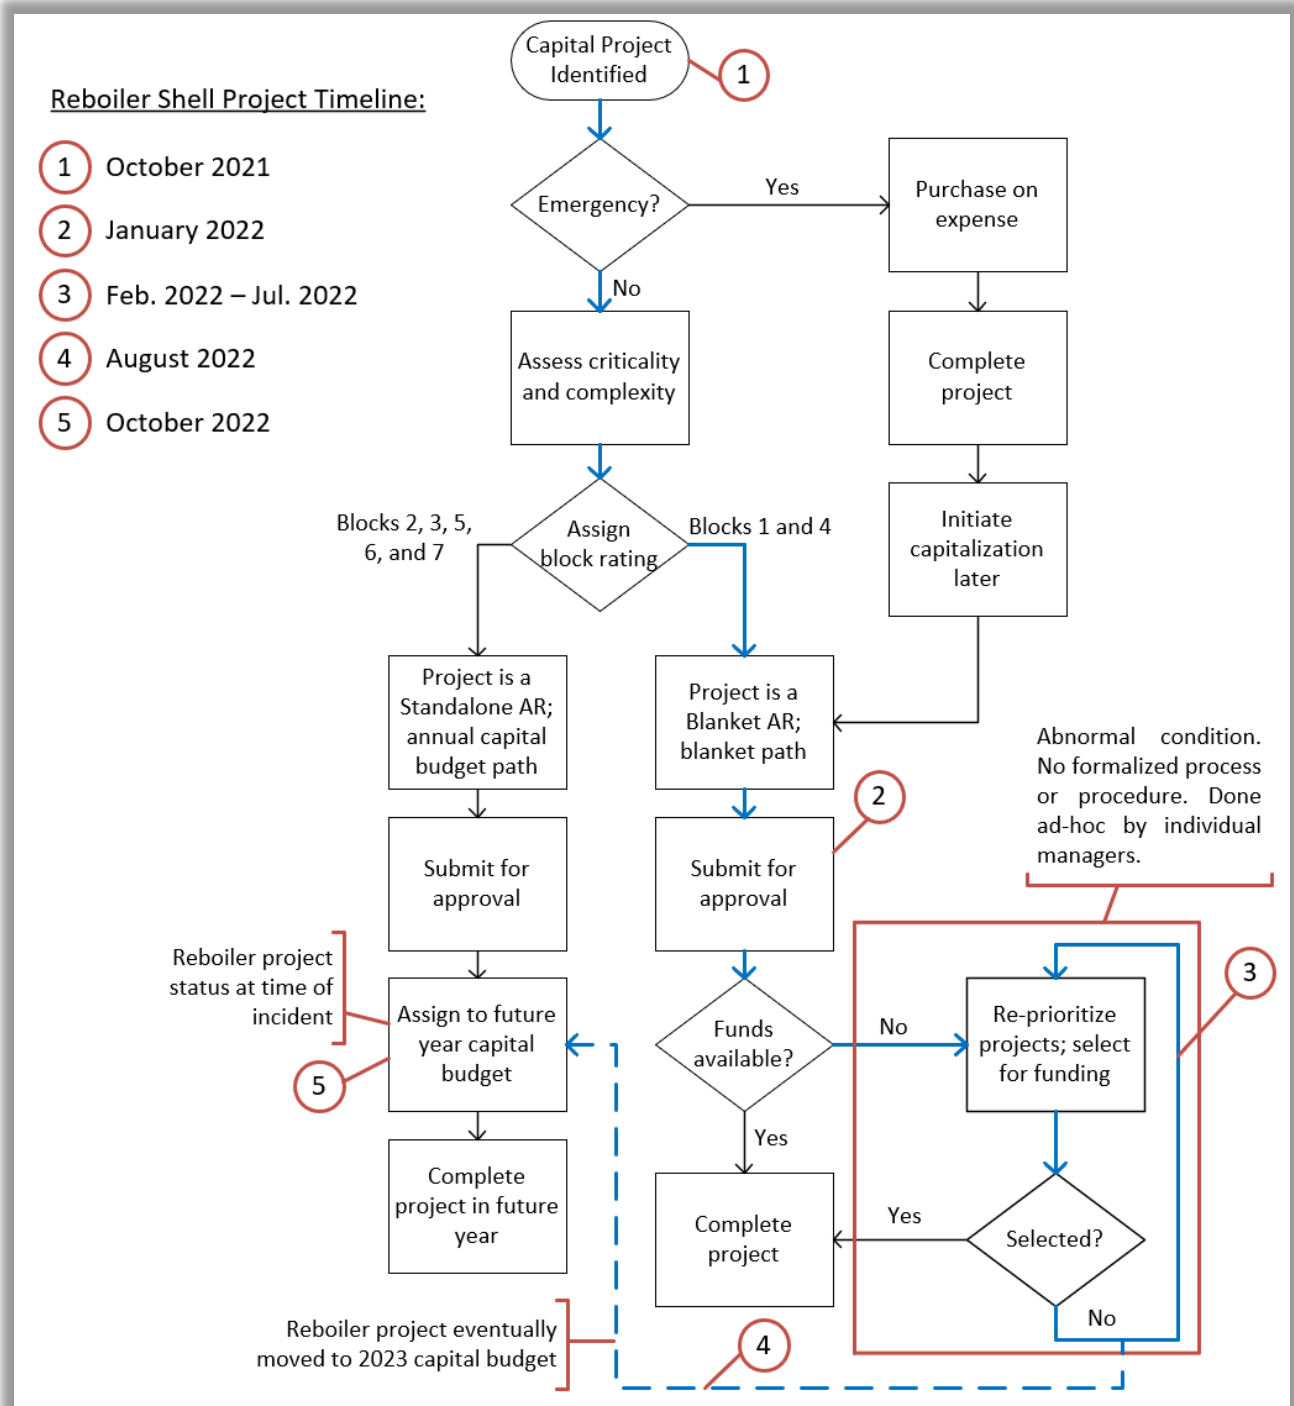 Capital Project
Identified
1
Reboiler Shell Project Timeline:
1 October 2021
2 January 2022
3 Feb. 2022 – Jul. 2022
4 August 2022
5 October 2022
Emergency?
Yes
Purchase on
expense
No
Assess criticality
and complexity
Complete
project
Blocks 2, 3, 5,
6, and 7
Assign
block rating
Blocks 1 and 4
Initiate
capitalization
later
Project is a
Standalone AR;
annual capital
budget path
Project is a
Blanket AR;
blanket path
Abnormal condition.
No formalized process
or procedure. Done
ad-hoc by individual
managers.
2
Submit for
approval
Submit for
approval
Reboiler project
status at time of
incident
3
Assign to future
year capital
budget
5
Funds
available?
No
Re-prioritize
projects; select
for funding
Yes
Complete
project in future
year
Complete
project
Yes
Selected?
No
Reboiler project eventually
moved to 2023 capital budget
4